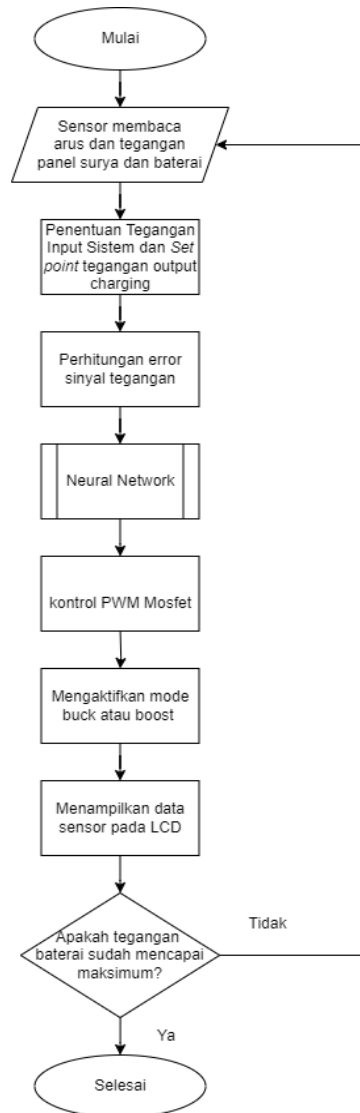 Mulai
Sensor membaca
arus dan tegangan
panel surya dan baterai
Penentuan Tegangan
Input Sistem dan Set
point tegangan output
charging
Perhitungan error
sinyal tegangan
Neural Network
kontrol PWM Mosfet
Mengaktifkan mode
buck atau boost
Menampilkan data
sensor pada LCD
Apakah tegangan
baterai sudah mencapai
maksimum?
Tidak
Ya
Selesai